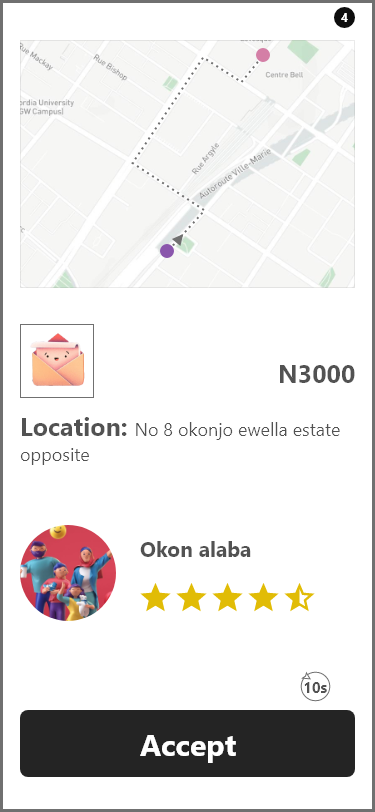 4
Rue Mackay
Rue Bishop
Centre Bell
ordia University
GW Campus)
Rue Argyle
Autoroute Ville-Marie
N3000
Location: No 8 okonjo ewella estate
opposite
Okon alaba
10s
Accept